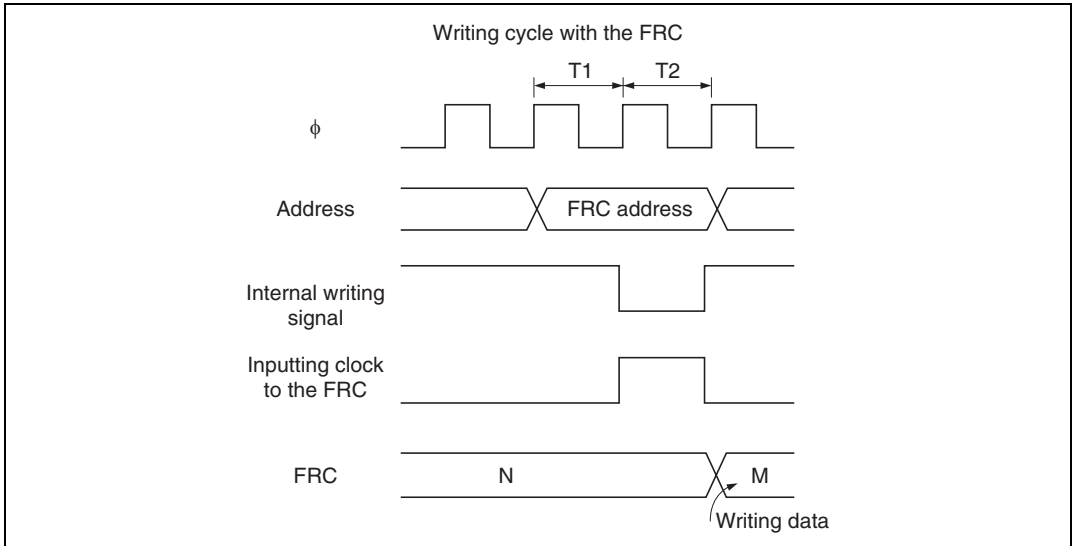 Writing cycle with the FRC
T1 T2
ϕ
Address
FRC address
Internal writing
signal
Inputting clock
to the FRC
FRC
N
M
Writing data